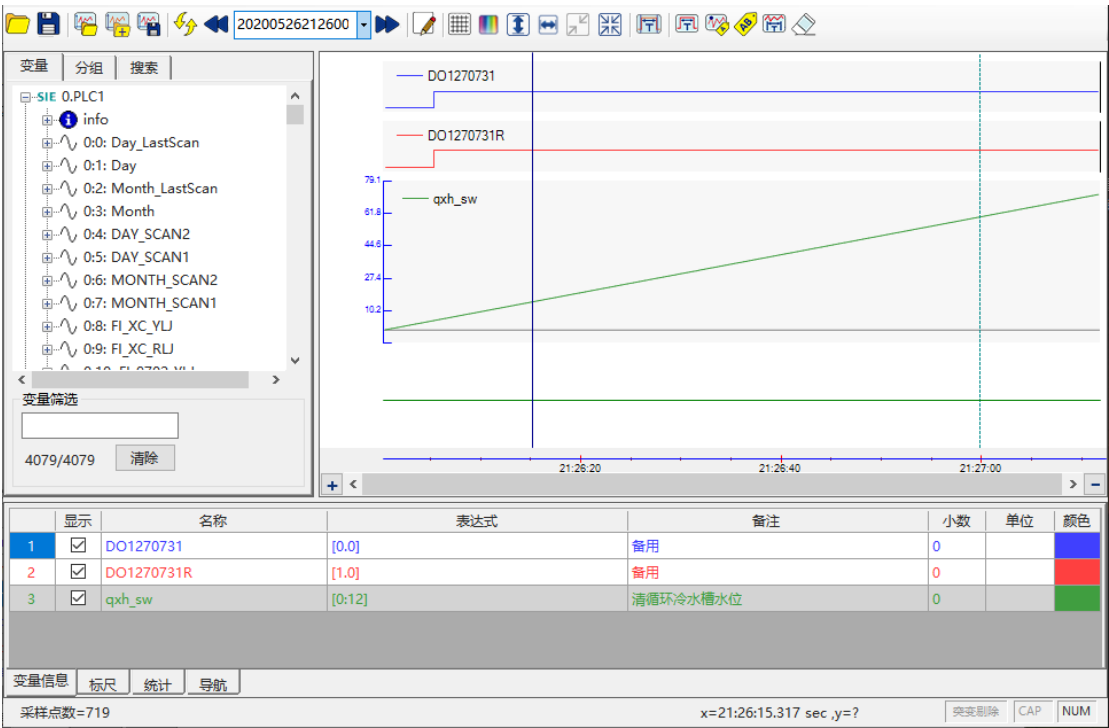 20200526212600
变量 分组 搜索
SIE 0.PLC1
info
0:0: Day_LastScan
0:1: Day
0:2: Month_LastScan
0:3: Month
0:4: DAY_SCAN2
0:5: DAY_SCAN1
0:6: MONTH_SCAN2
0:7: MONTH_SCAN1
0:8: FI_XC_YLJ
0:9: FI_XC_RLJ
变量筛选
4079/4079 清除
DO1270731
DO1270731R
qxh_sw
79.1
61.8
44.6
27.4
10.2
21:26:20 21:26:40 21:27:00
显示 名称 表达式 备注 小数 单位 颜色
1 DO1270731 [0.0] 备用 0
2 DO1270731R [1.0] 备用 0
3 qxh_sw [0:12] 清循环冷水槽水位 0
变量信息 标尺 统计 导航
采样点数=719 x=21:26:15.317 sec ,y=? 突变剔除 CAP NUM